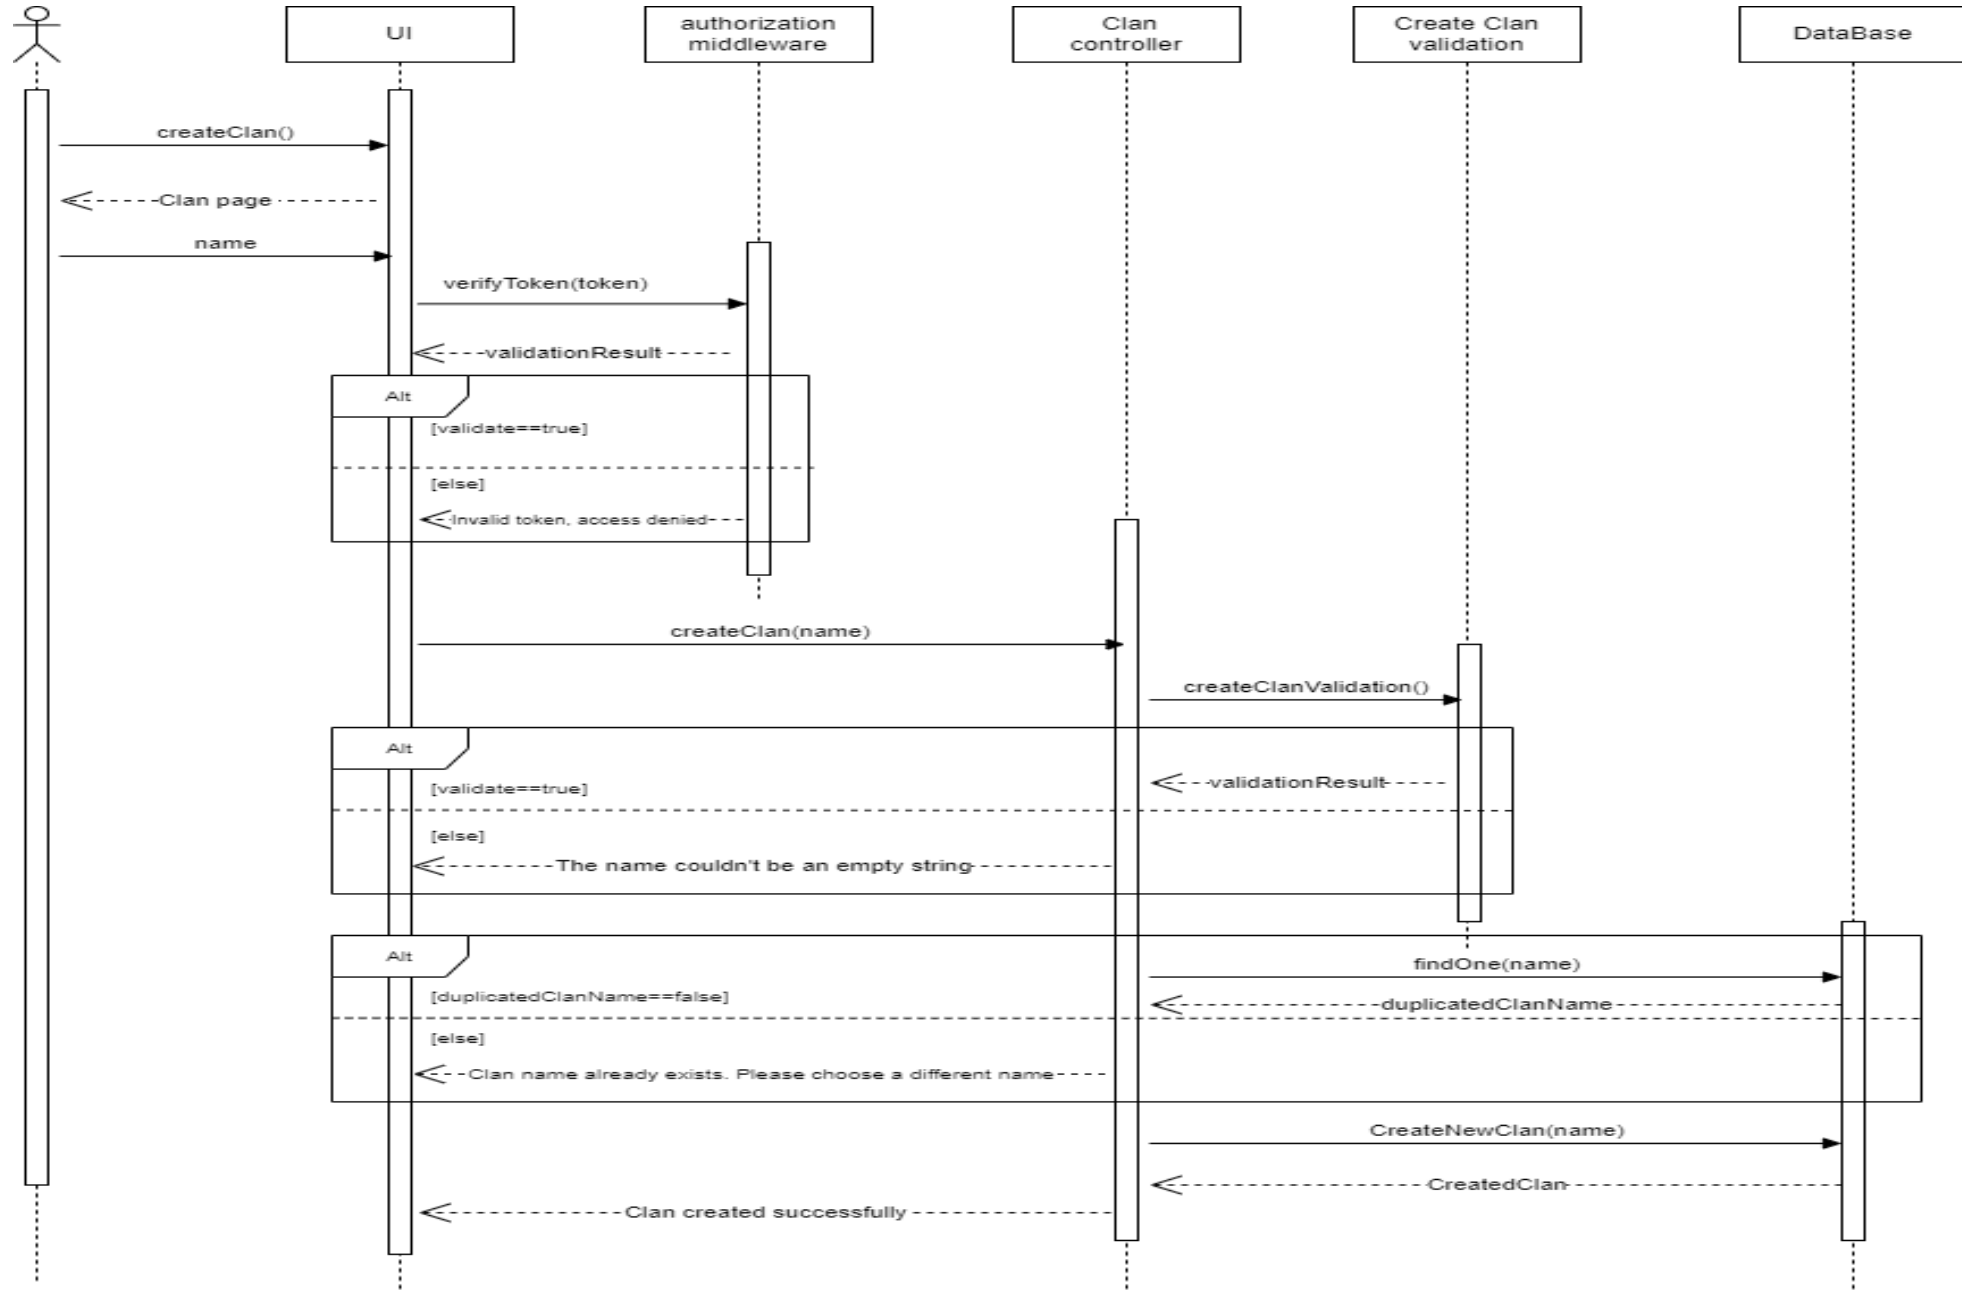 UI
authorization
middleware
Clan
controller
Create Clan
validation
DataBase
createClan()
Clan page
name
verifyToken(token)
validationResult
Alt
[validate==true]
[else]
Invalid token, access denied
createClan(name)
createClanValidation()
Alt
validationResult
[validate==true]
[else]
The name couldn't be an empty string
Alt
findOne(name)
[duplicatedClanName==false]
duplicatedClanName
[else]
Clan name already exists. Please choose a different name
CreateNewClan(name)
CreatedClan
Clan created successfully